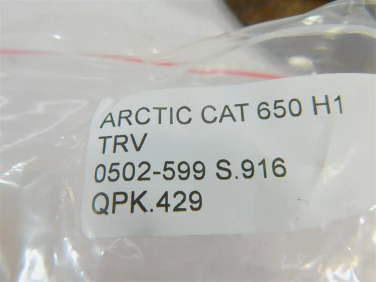 ARCTIC CAT 650 H1
TRV
0502-599 S.916
QPK.429